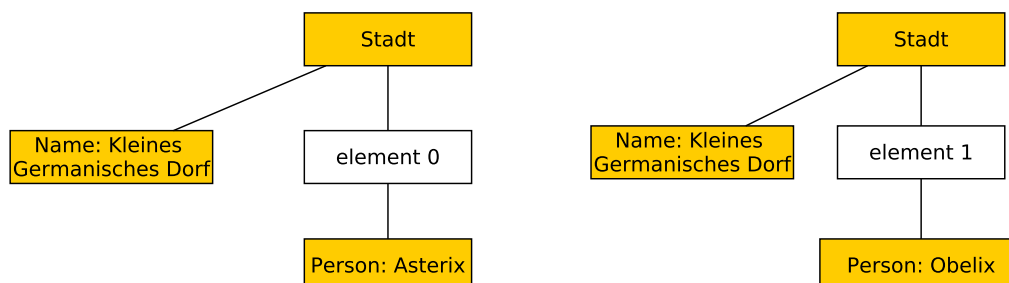 Stadt
Name: Kleines
Germanisches Dorf
element 0
Person: Asterix
Stadt
Name: Kleines
Germanisches Dorf
element 1
Person: Obelix